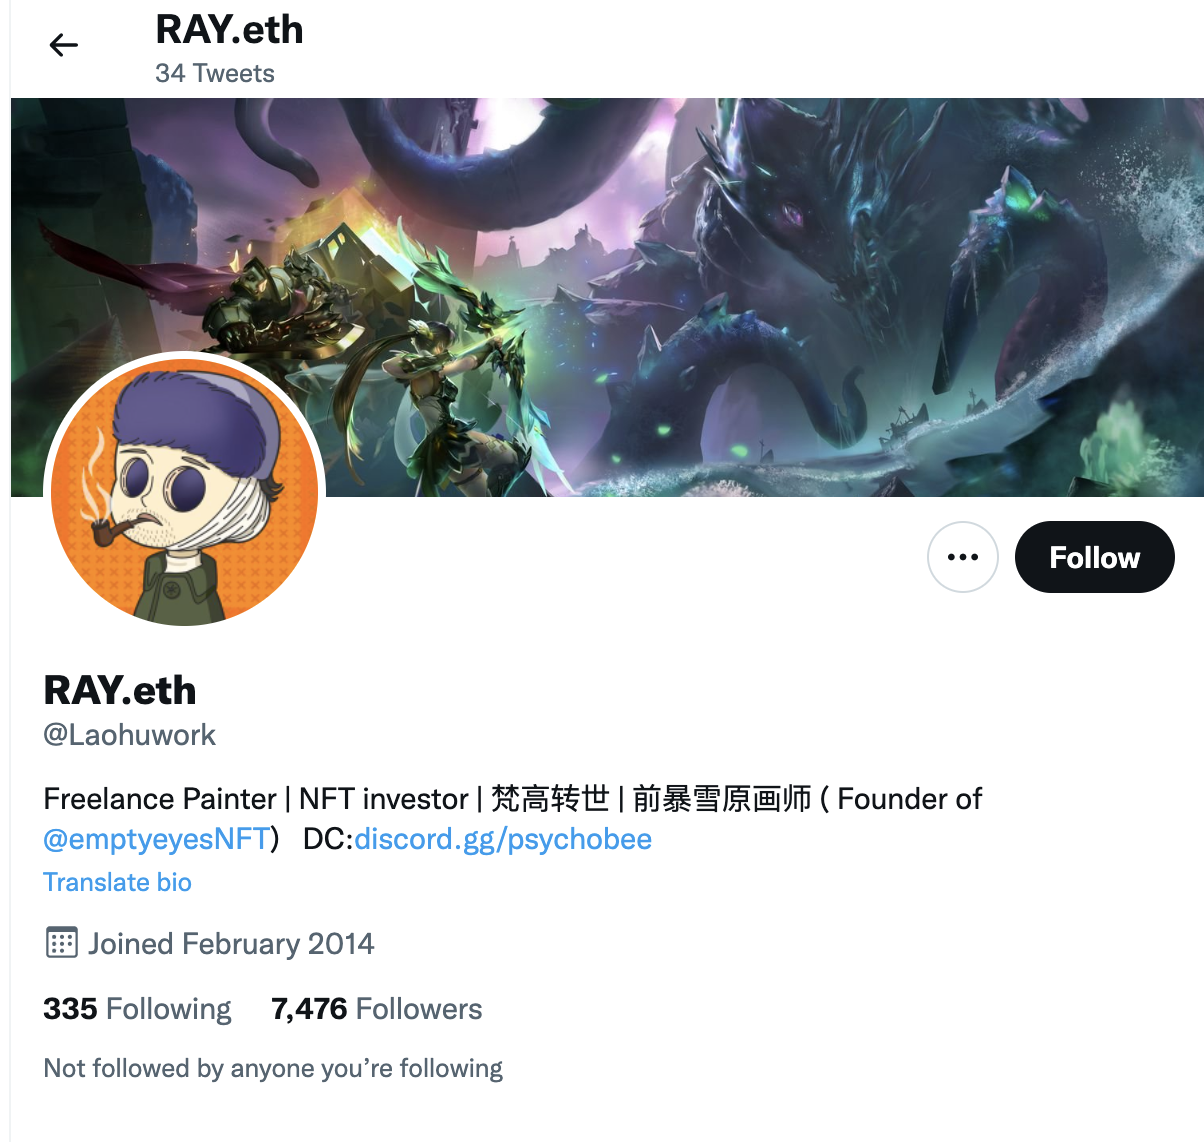 RAY.eth
34 Tweets
Follow
RAY.eth
@Laohuwork
Freelance Painter | NFT investor | 梵高转世 | 前暴雪原画师 ( Founder of
@emptyeyesNFT) DC:discord.gg/psychobee
Translate bio
Joined February 2014
335 Following 7,476 Followers
Not followed by anyone you’re following